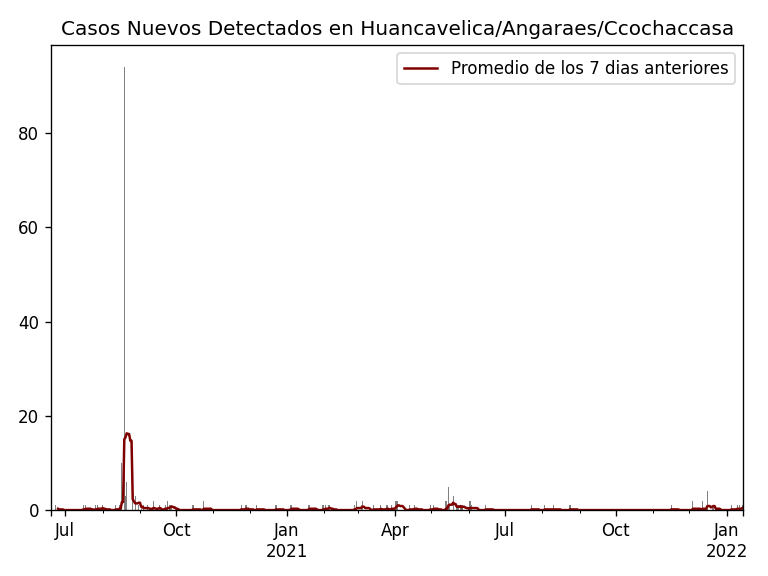 Casos Nuevos Detectados en Huancavelica/Angaraes/Ccochaccasa
Promedio de los 7 dias anteriores
80
60
40
20
0
Jul Oct Jan Apr Jul Oct Jan
2021 2022